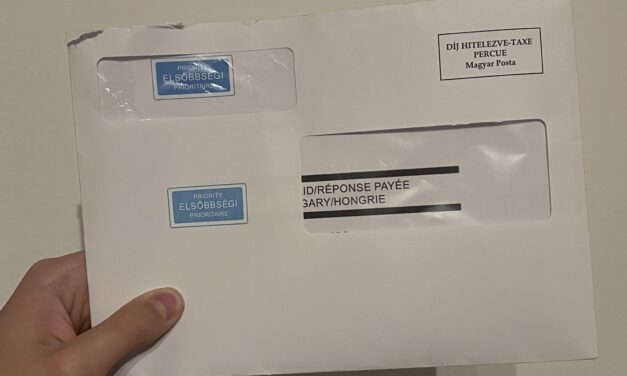 PRIORITY
ELSŐBBSÉGI
PRIORITAIRE
DÍJ HITELEZVE-TAXE
PERCUE
Magyar Posta
ID/RÉPONSE PAYÉE
GARY/HONGRIE
PRIORITY
ELSŐBBSÉGI
PRIORITAIRE